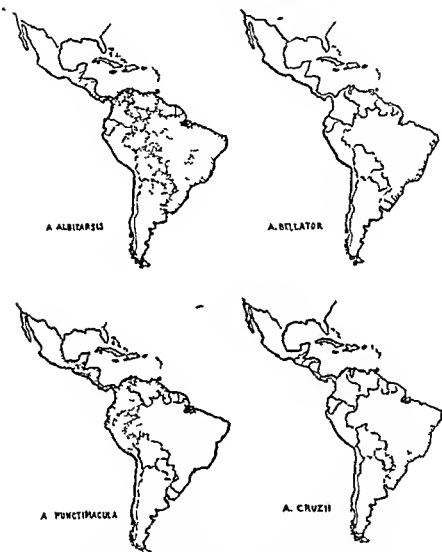 A ALBITARSIS
A. BELLATOR
A PUNCTIMACULA
A. CRUZII